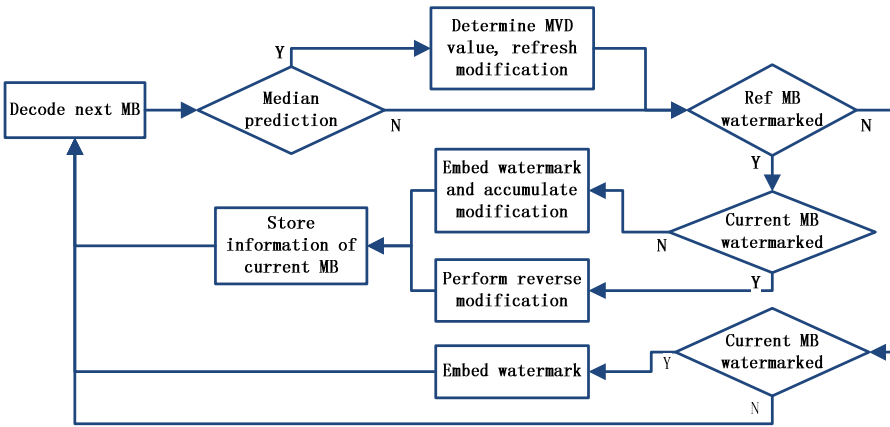 Determine MVD
value, refresh
modification
Y
Decode next MB
Median
prediction
N
Ref MB
watermarked
N
Y
Embed watermark
and accumulate
modification
Store
information of
current MB
N
Current MB
watermarked
Y
Perform reverse
modification
Current MB
watermarked
Y
Embed watermark
N